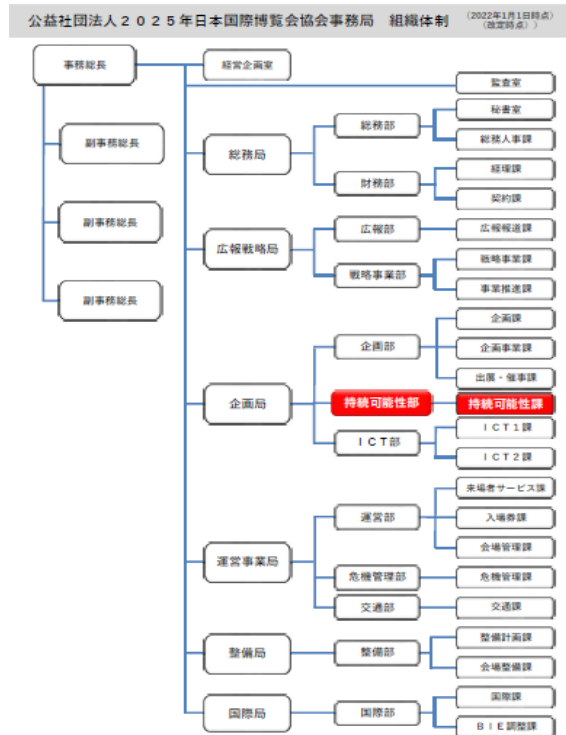 公益社団法人２０２５年日本国際博覧会協会事務局　組織体制　（2022年1月1日時点）
（改定時点））
事務総長
経営企画室
監査室
副事務総長
副事務総長
副事務総長
総務局
総務部
秘書室
総務人事課
財務部
経理課
契約課
広報戦略局
広報部
広報報道課
戦略事業部
戦略事業課
事業推進課
企画局
企画部
企画課
企画事業課
出展・催事課
持続可能性部
持続可能性課
ＩＣＴ部
ＩＣＴ１課
ＩＣＴ２課
運営事業局
運営部
来場者サービス課
入場券課
会場管理課
危機管理部
危機管理課
交通部
交通課
整備局
整備部
整備計画課
会場整備課
国際局
国際部
国際課
ＢＩＥ調整課